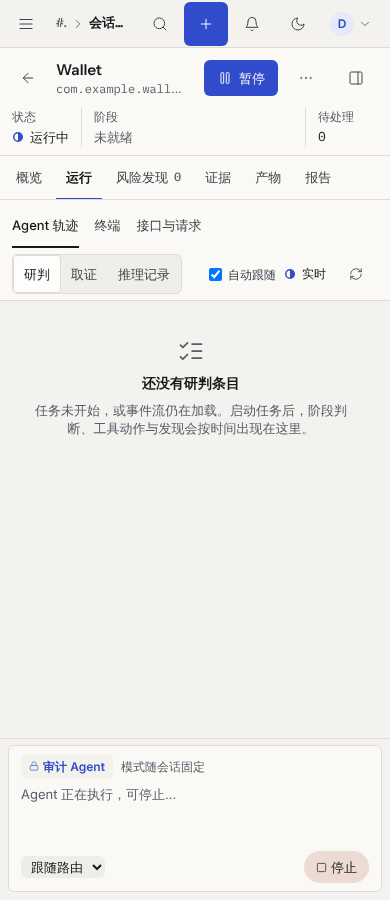 #. 会话… D
Wallet
com.example.wall…
暂停
状态 阶段 待处理
运行中 未就绪 0
概览 运行 风险发现 0 证据 产物 报告
Agent 轨迹 终端 接口与请求
研判 取证 推理记录 自动跟随 实时
还没有研判条目
任务未开始，或事件流仍在加载。启动任务后，阶段判
断、工具动作与发现会按时间出现在这里。
审计 Agent 模式随会话固定
Agent 正在执行，可停止…
跟随路由 停止